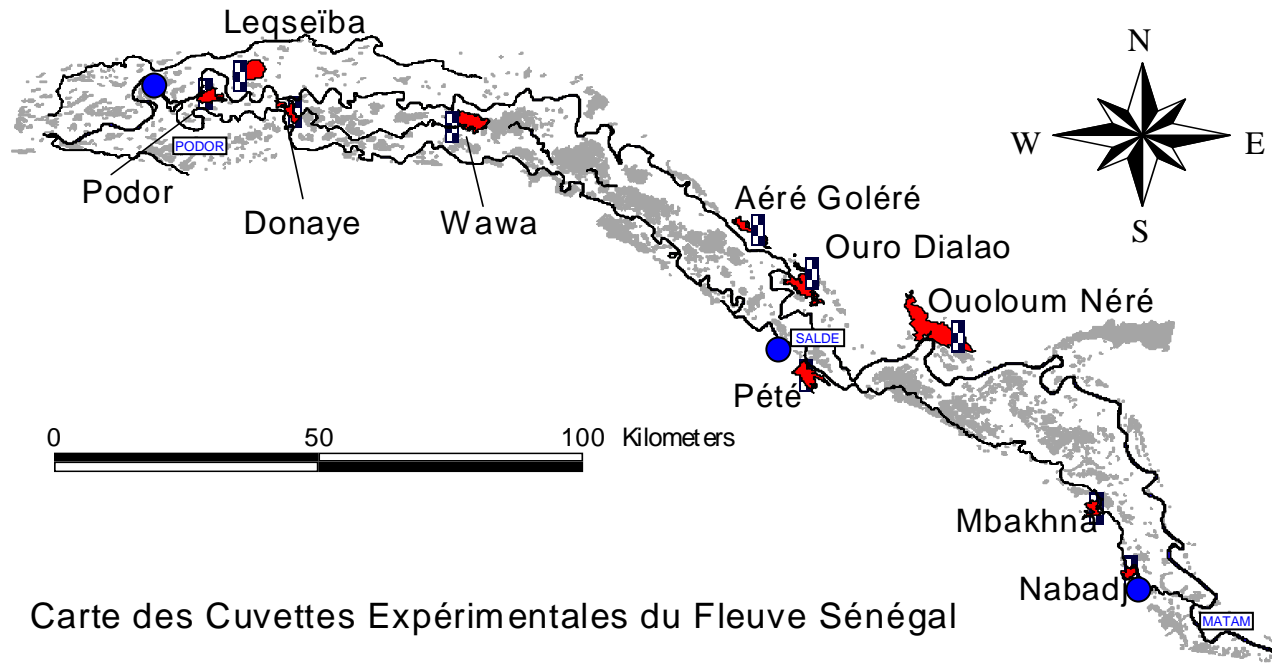 Leqseïba
N
W
E
S
PODOR
Podor
Donaye
Wawa
Aéré Goléré
Ouro Dialao
Ouoloum Néré
SALDE
Pété
0 50 100 Kilometers
Mbakhna
Nabadj
MATAM
Carte des Cuvettes Expérimentales du Fleuve Sénégal